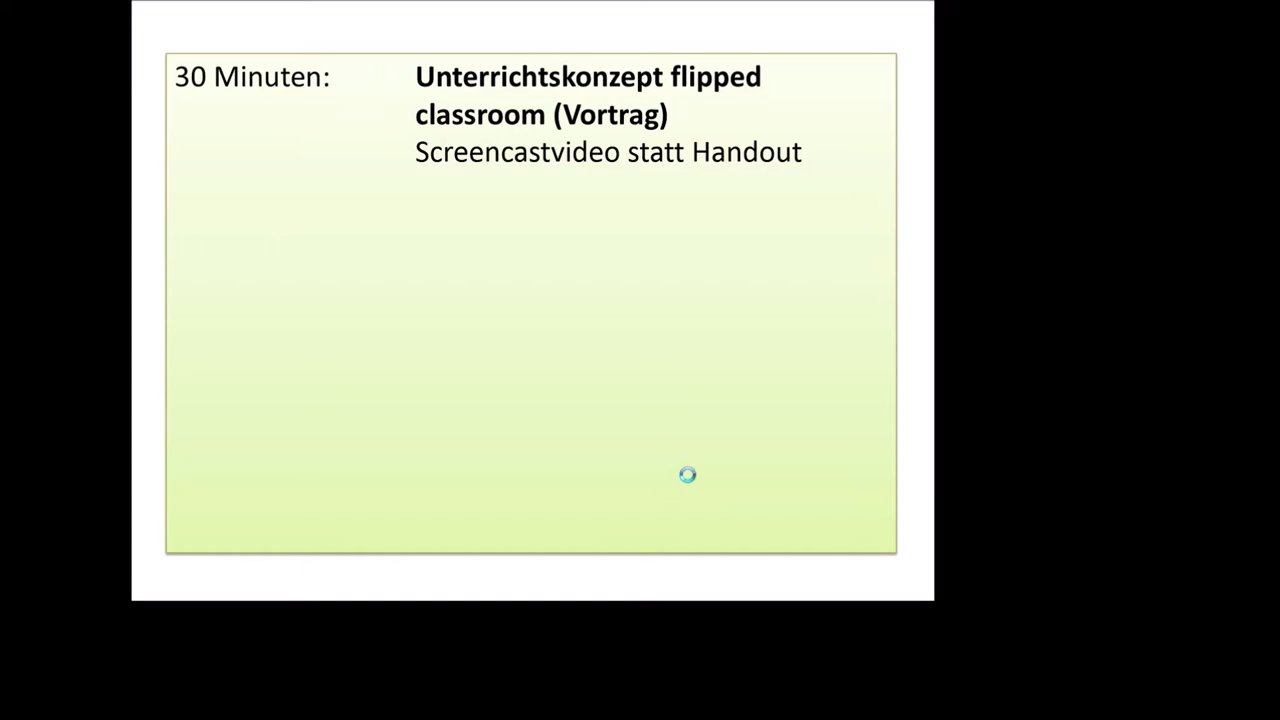 30 Minuten: Unterrichtskonzept flipped
classroom (Vortrag)
Screencastvideo statt Handout